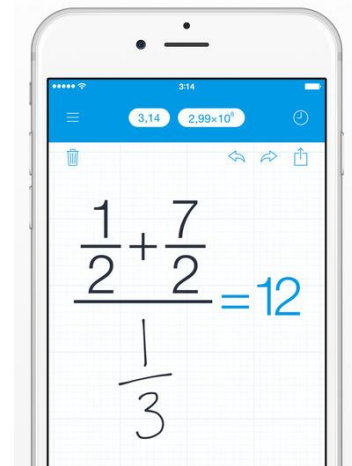 3:14
3,14 2,99×10⁸
1/2 + 7/2
= 12
1/3